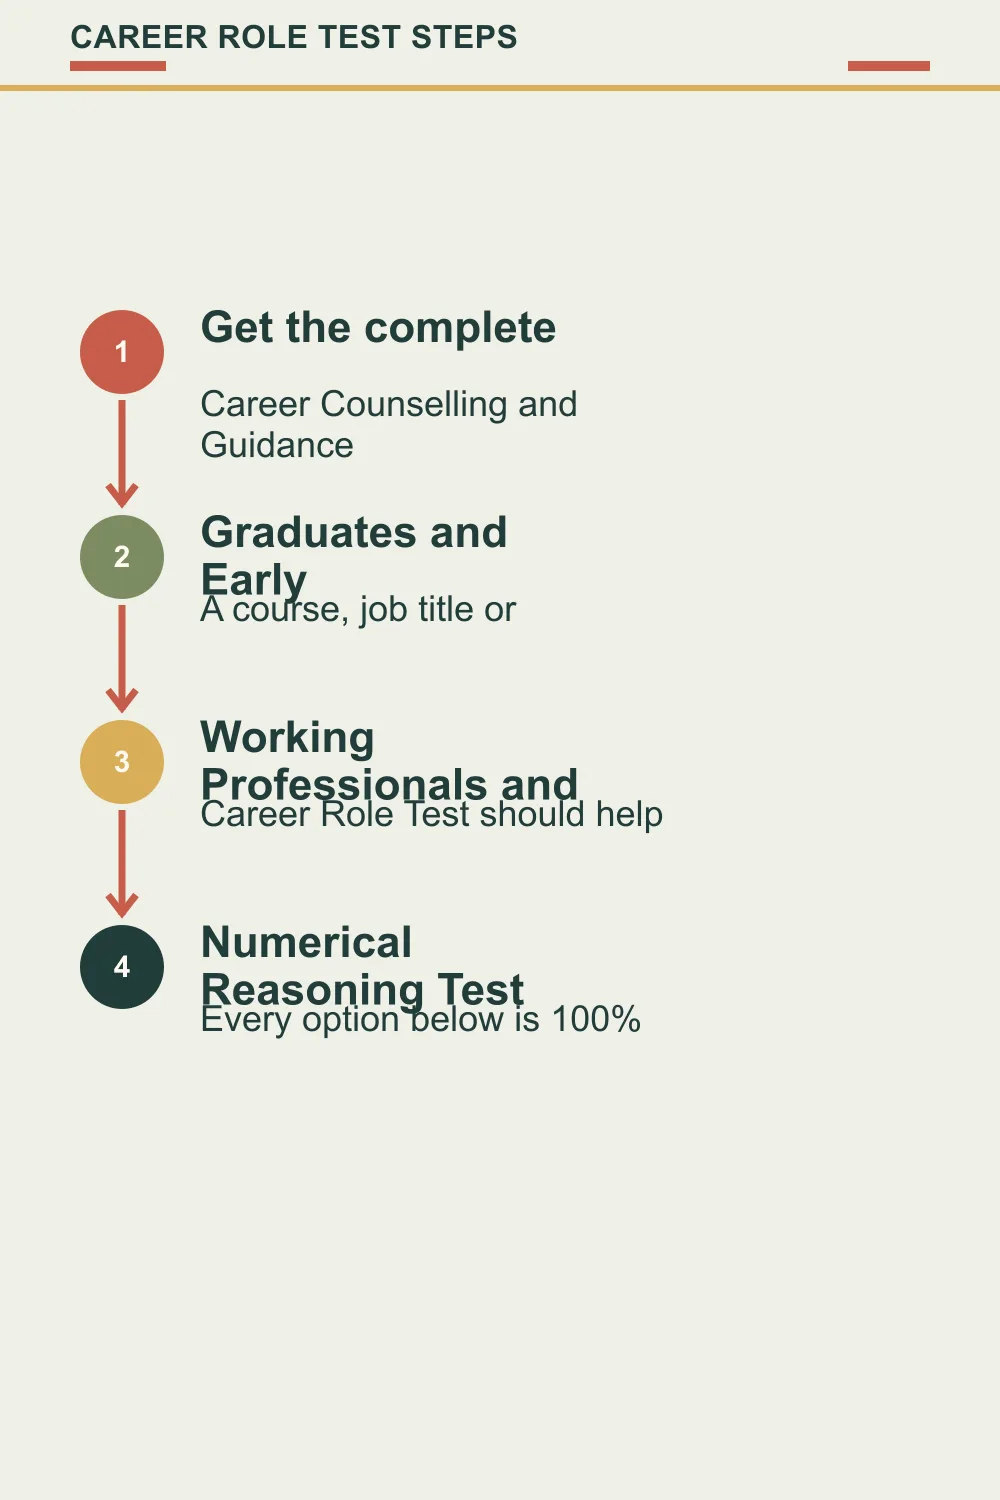 CAREER ROLE TEST STEPS
1
Get the complete
Career Counselling and
Guidance
2
Graduates and
Early
A course, job title or
3
Working
Professionals and
Career Role Test should help
4
Numerical
Reasoning Test
Every option below is 100%